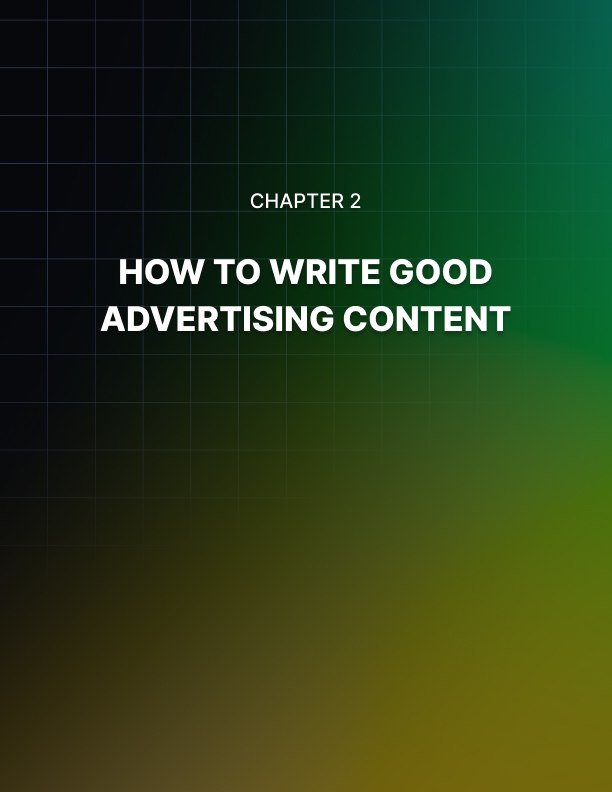 CHAPTER 2
HOW TO WRITE GOOD
ADVERTISING CONTENT